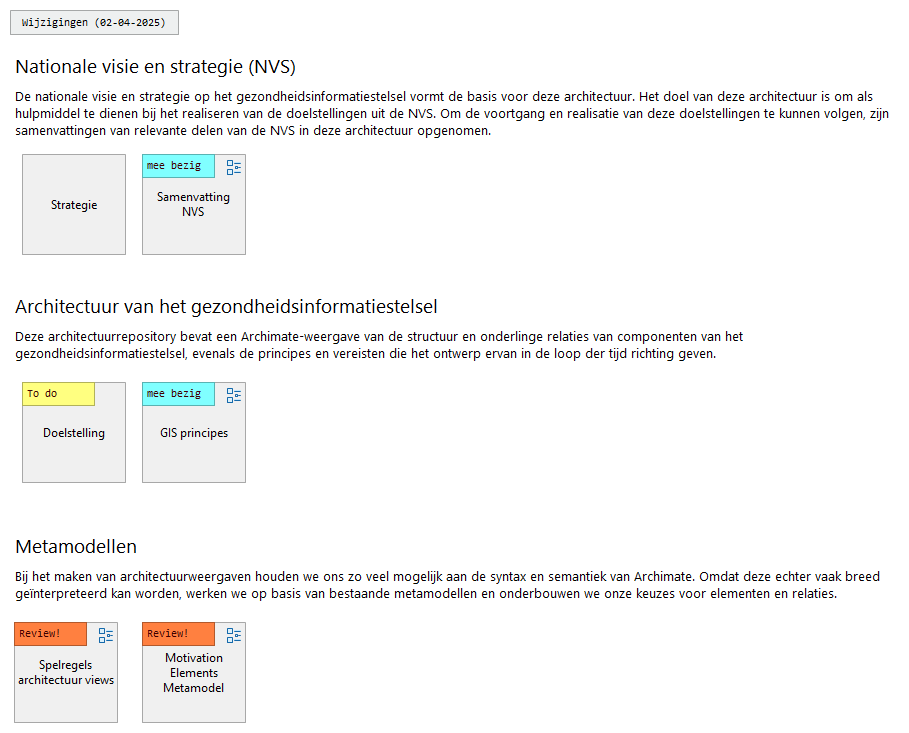 Wijzigingen (02-04-2025)
Nationale visie en strategie (NVS)
De nationale visie en strategie op het gezondheidsinformatiestelsel vormt de basis voor deze architectuur. Het doel van deze architectuur is om als
hulpmiddel te dienen bij het realiseren van de doelstellingen uit de NVS. Om de voortgang en realisatie van deze doelstellingen te kunnen volgen, zijn
samenvattingen van relevante delen van de NVS in deze architectuur opgenomen.
Strategie
mee bezig
Samenvatting
NVS
Architectuur van het gezondheidsinformatiestelsel
Deze architectuurrepository bevat een Archimate-weergave van de structuur en onderlinge relaties van componenten van het
gezondheidsinformatiestelsel, evenals de principes en vereisten die het ontwerp ervan in de loop der tijd richting geven.
To do
Doelstelling
mee bezig
GIS principes
Metamodellen
Bij het maken van architectuurweergaven houden we ons zo veel mogelijk aan de syntax en semantiek van Archimate. Omdat deze echter vaak breed
geïnterpreteerd kan worden, werken we op basis van bestaande metamodellen en onderbouwen we onze keuzes voor elementen en relaties.
Review!
Spelregels
architectuur views
Review!
Motivation
Elements
Metamodel